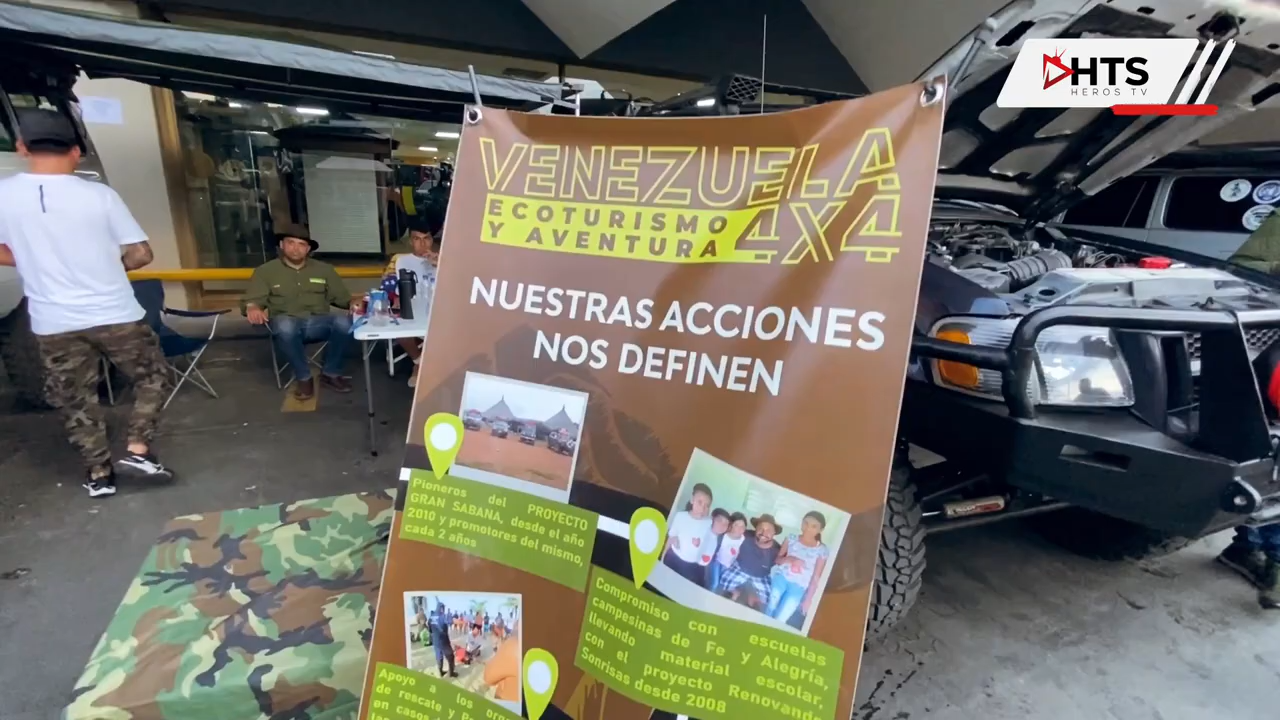 HTS
HEROS TV
VENEZUELA
ECOTURISMO
Y AVENTURA
4X4
NUESTRAS ACCIONES
NOS DEFINEN
Pioneros del PROYECTO
GRAN SABANA, desde el año
2010 y promotores del mismo,
cada 2 años
Compromiso con escuelas
campesinas de Fe y Alegría,
llevando material escolar,
con el proyecto Renovando
Sonrisas desde 2008
Apoyo a los
de rescate y
en casos